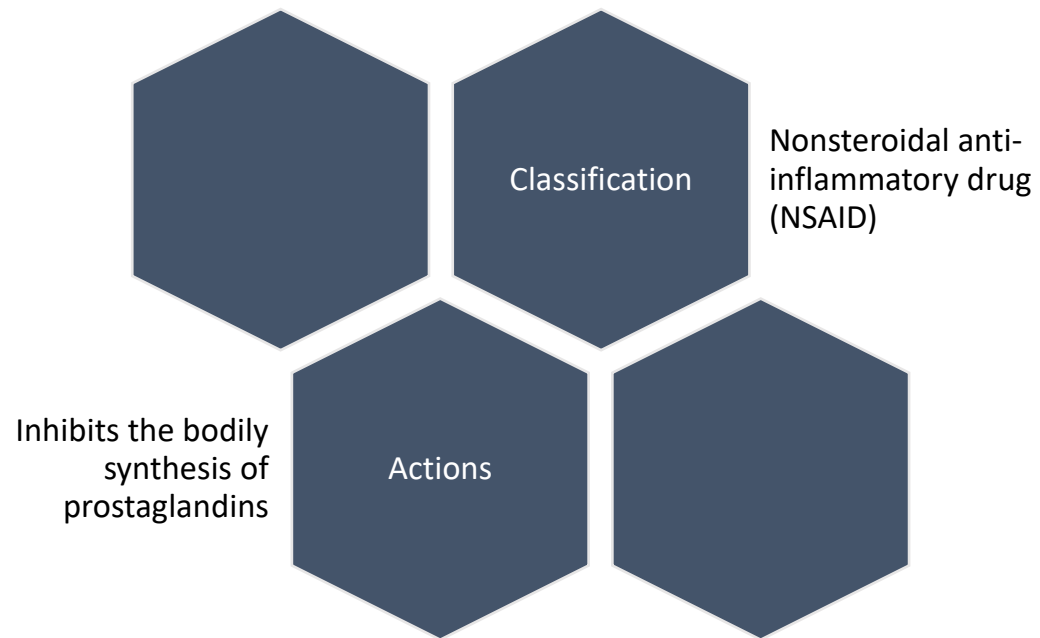 Classification
Nonsteroidal anti-
inflammatory drug
(NSAID)
Inhibits the bodily
synthesis of
prostaglandins
Actions